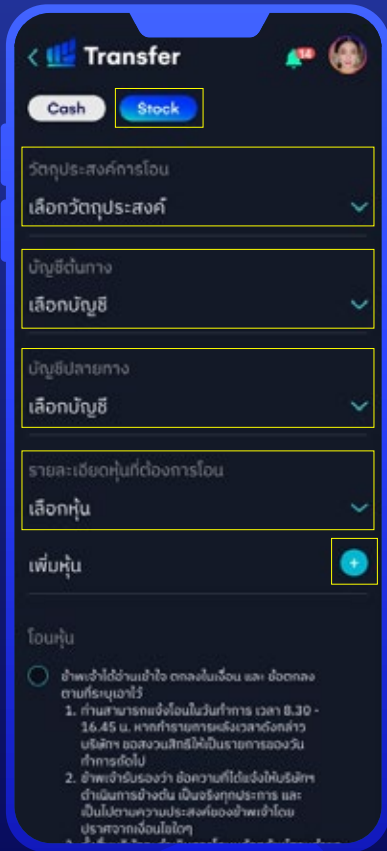 Transfer
14
Cash
Stock
วัตถุประสงค์การโอน
เลือกวัตถุประสงค์
บัญชีต้นทาง
เลือกบัญชี
บัญชีปลายทาง
เลือกบัญชี
รายละเอียดหุ้นที่ต้องการโอน
เลือกหุ้น
เพิ่มหุ้น
โอนหุ้น
ข้าพเจ้าได้อ่านเข้าใจ ตกลงในเงื่อน และ ข้อตกลง
ตามที่ระบุเอาไว้
1. ท่านสามารถแจ้งโอนในวันทำการ เวลา 8.30 -
16.45 น. หากทำรายการหลังเวลาดังกล่าว
บริษัทฯ ขอสงวนสิทธิให้เป็นรายการของวัน
ทำการถัดไป
2. ข้าพเจ้ารับรองว่า ข้อความที่ได้แจ้งให้บริษัทฯ
ดำเนินการข้างต้น เป็นจริงทุกประการ และ
เป็นไปตามความประสงค์ของข้าพเจ้าโดย
ปราศจากเงื่อนไขใดๆ